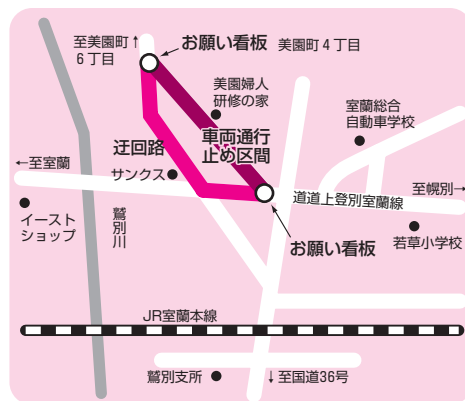 至美園町↑
6丁目
お願い看板
美園町4丁目
美園婦人
研修の家
室蘭総合
自動車学校
車両通行
止め区間
迂回路
←至室蘭
サンクス
道道上登別室蘭線
至幌別→
イースト
ショップ
鷲別川
お願い看板
若草小学校
JR室蘭本線
鷲別支所
↓至国道36号